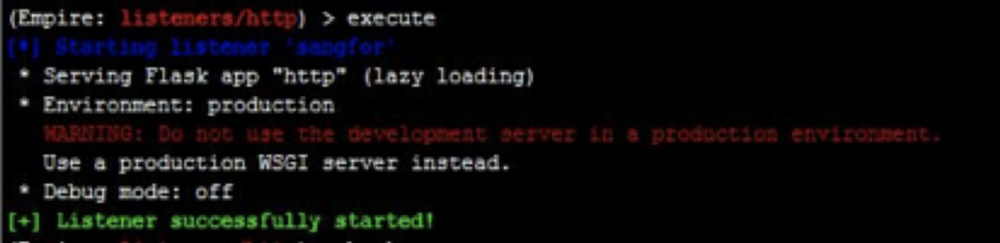 (Empire: listeners/http) > execute
[*] Starting listener 'sangfor'
* Serving Flask app "http" (lazy loading)
* Environment: production
WARNING: Do not use the development server in a production environment.
Use a production WSGI server instead.
* Debug mode: off
[+] Listener successfully started!